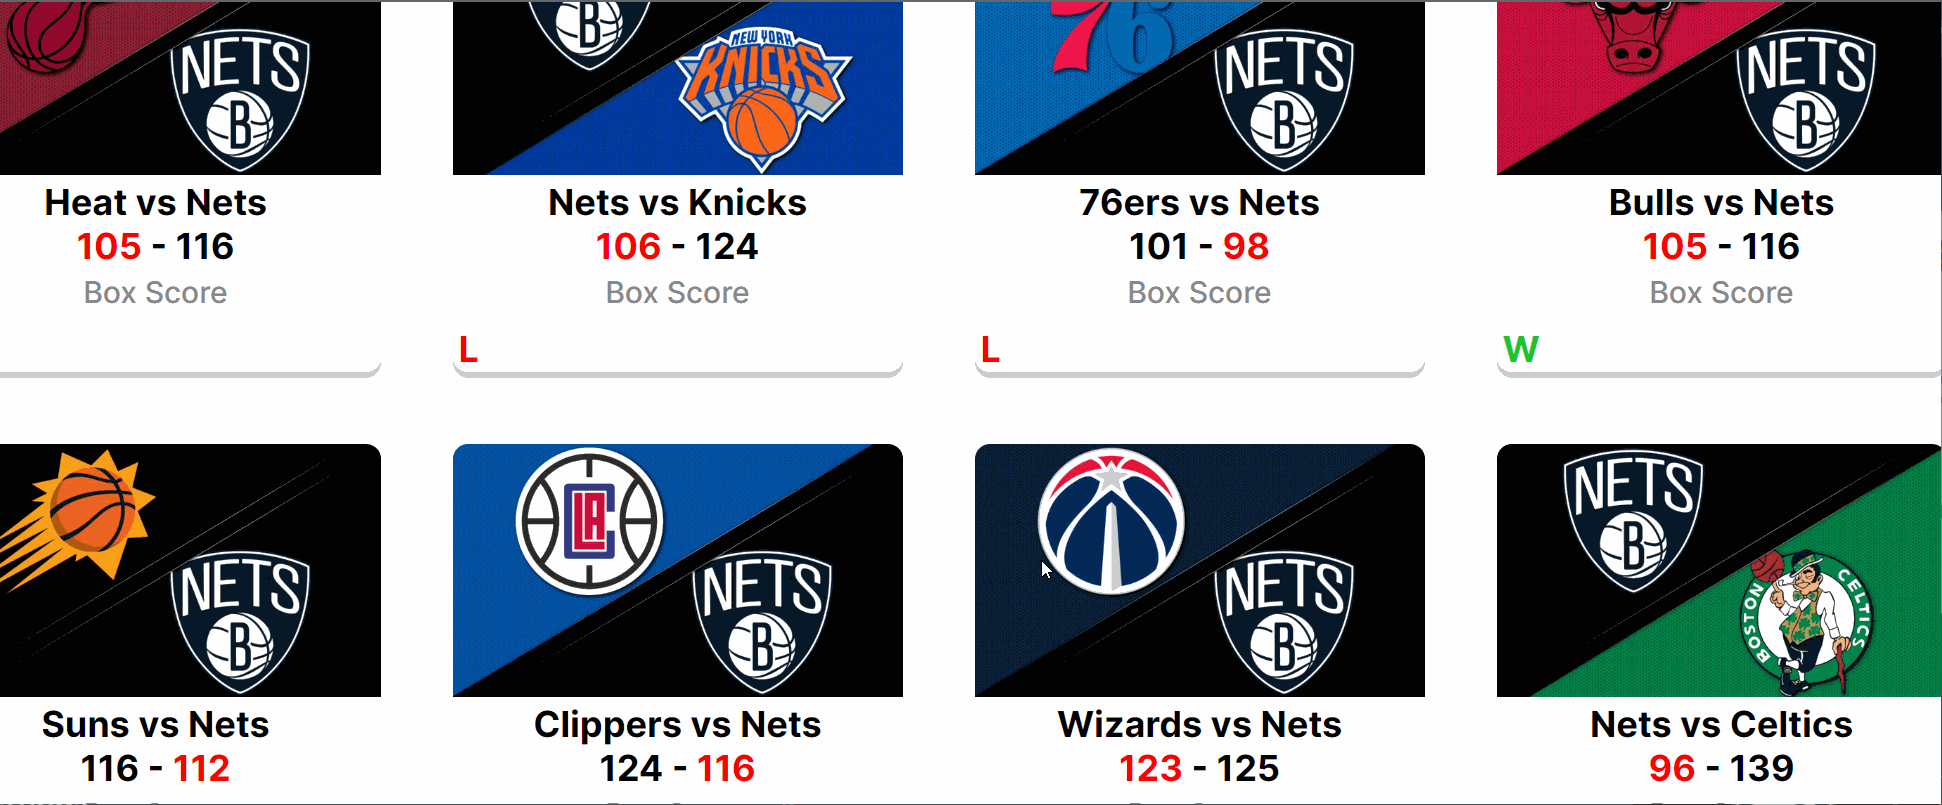 NETS
B
B
NEW YORK
KNICKS
76
NETS
B
NETS
B
Heat vs Nets
105 - 116
Box Score
Nets vs Knicks
106 - 124
Box Score
L
76ers vs Nets
101 - 98
Box Score
L
Bulls vs Nets
105 - 116
Box Score
W
NETS
B
LA
C
NETS
B
NETS
B
NETS
B
BOSTON CELTICS
Suns vs Nets
116 - 112
Clippers vs Nets
124 - 116
Wizards vs Nets
123 - 125
Nets vs Celtics
96 - 139